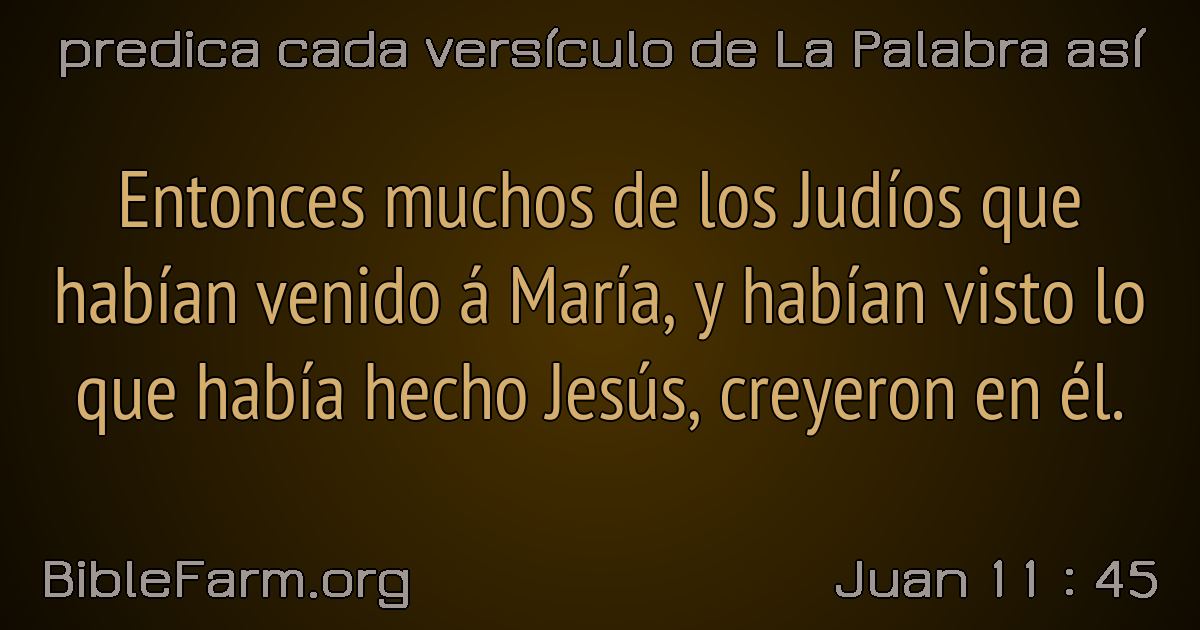 predica cada versículo de La Palabra así
Entonces muchos de los Judíos que
habían venido á María, y habían visto lo
que había hecho Jesús, creyeron en él.
BibleFarm.org
Juan 11 : 45